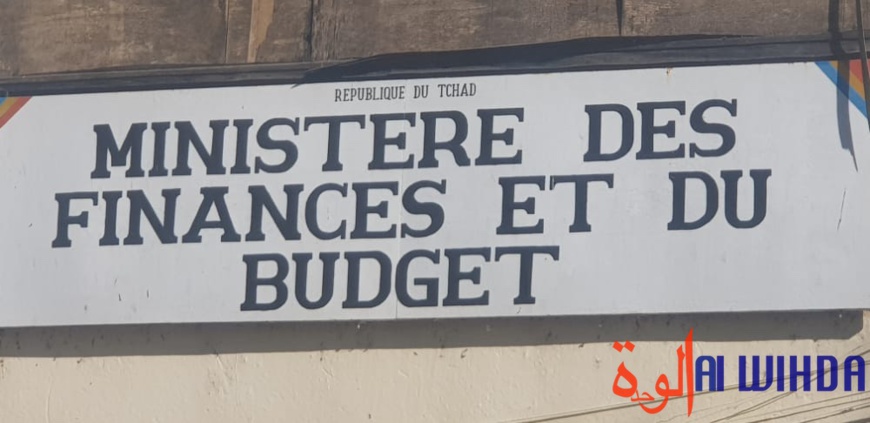 REPUBLIQUE DU TCHAD
MINISTERE DES
FINANCES ET DU
BUDGET
الوحدة
Al WIHDA